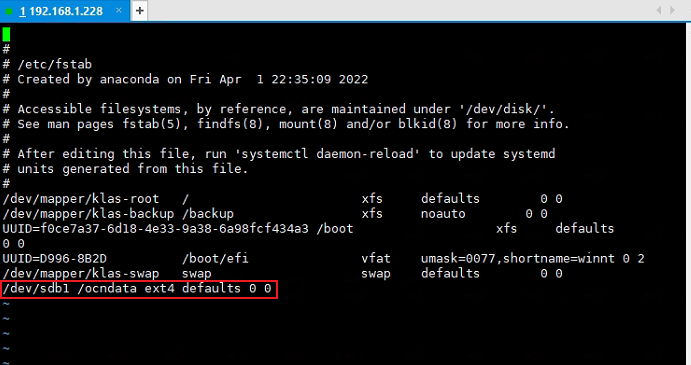 1 192.168.1.228 × +
#
# /etc/fstab
# Created by anaconda on Fri Apr  1 22:35:09 2022
#
# Accessible filesystems, by reference, are maintained under '/dev/disk/'.
# See man pages fstab(5), findfs(8), mount(8) and/or blkid(8) for more info.
#
# After editing this file, run 'systemctl daemon-reload' to update systemd
# units generated from this file.
#
/dev/mapper/klas-root   /                       xfs     defaults        0 0
/dev/mapper/klas-backup /backup                 xfs     noauto        0 0
UUID=f0ce7a37-6d18-4e33-9a38-6a98fcf434a3 /boot                   xfs     defaults
0 0
UUID=D996-8B2D          /boot/efi               vfat    umask=0077,shortname=winnt 0 2
/dev/mapper/klas-swap   swap                    swap    defaults        0 0
/dev/sdb1 /ocndata ext4 defaults 0 0
~
~
~
~
~